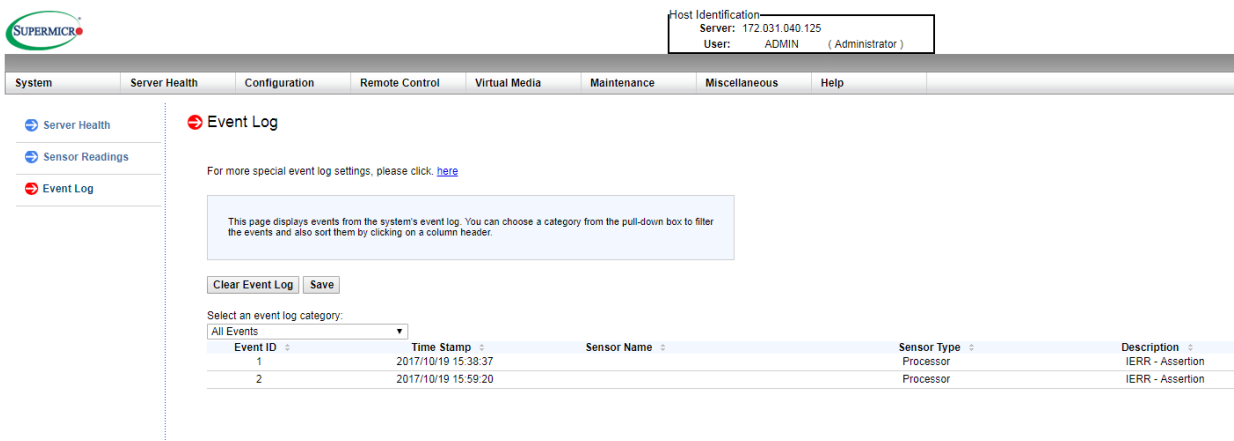 SUPERMICRO
Host Identification
Server: 172.031.040.125
User: ADMIN ( Administrator )
System Server Health Configuration Remote Control Virtual Media Maintenance Miscellaneous Help
Server Health
Sensor Readings
Event Log
Event Log
For more special event log settings, please click. here
This page displays events from the system's event log. You can choose a category from the pull-down box to filter
the events and also sort them by clicking on a column header.
Clear Event Log Save
Select an event log category:
All Events
Event ID Time Stamp Sensor Name Sensor Type Description
1 2017/10/19 15:38:37 Processor IERR - Assertion
2 2017/10/19 15:59:20 Processor IERR - Assertion